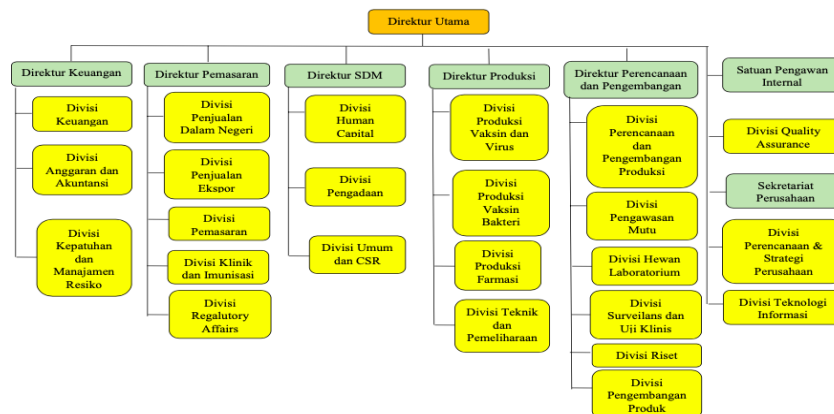 Direktur Utama
Direktur Keuangan
Divisi
Keuangan
Divisi
Anggaran dan
Akuntansi
Divisi
Kepatuhan
dan
Manajamen
Resiko
Direktur Pemasaran
Divisi
Penjualan
Dalam Negeri
Divisi
Penjualan
Ekspor
Divisi
Pemasaran
Divisi Klinik
dan Imunisasi
Divisi
Regalutory
Affairs
Direktur SDM
Divisi
Human
Capital
Divisi
Pengadaan
Divisi Umum
dan CSR
Direktur Produksi
Divisi
Produksi
Vaksin dan
Virus
Divisi
Produksi
Vaksin
Bakteri
Divisi
Produksi
Farmasi
Divisi Teknik
dan
Pemeliharaan
Direktur Perencanaan
dan Pengembangan
Divisi
Perencanaan
dan
Pengembangan
Produksi
Divisi
Pengawasan
Mutu
Divisi Hewan
Laboratorium
Divisi
Surveilans dan
Uji Klinis
Divisi Riset
Divisi
Pengembangan
Produk
Satuan Pengawan
Internal
Divisi Quality
Assurance
Sekretariat
Perusahaan
Divisi
Perencanaan &
Strategi
Perusahaan
Divisi Teknologi
Informasi